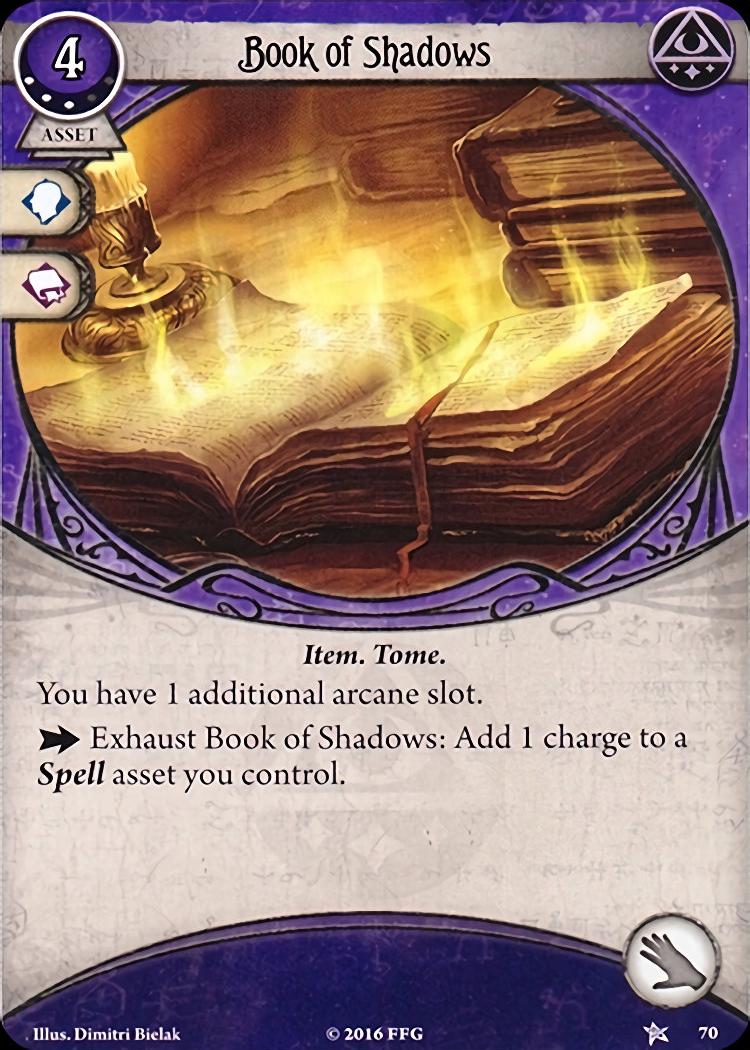 4
Book of Shadows
ASSET
Item. Tome.
You have 1 additional arcane slot.
Exhaust Book of Shadows: Add 1 charge to a
Spell asset you control.
Illus. Dimitri Bielak
© 2016 FFG
70